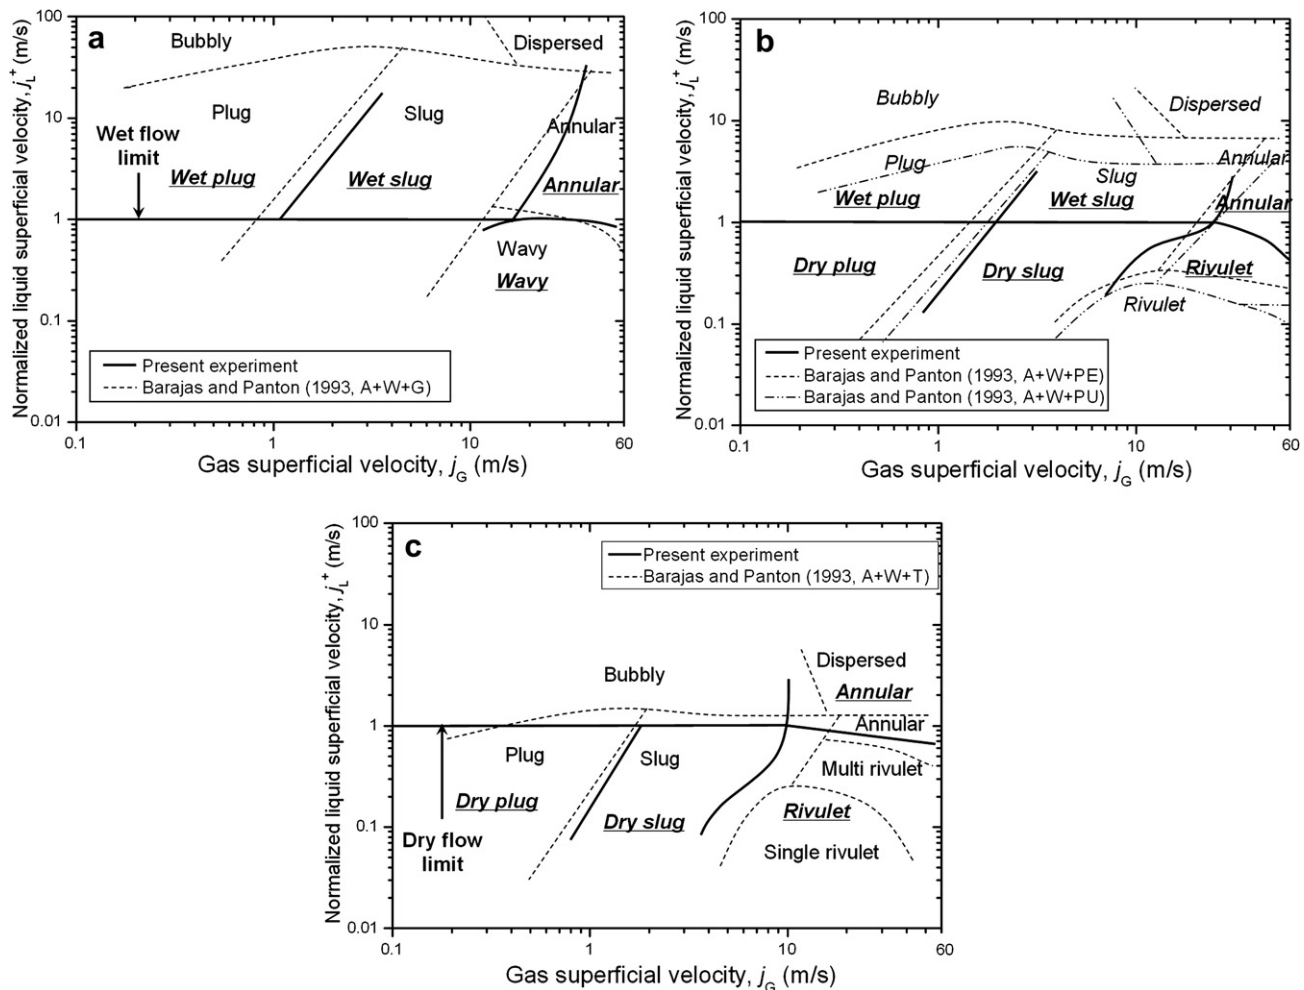 a
Normalized liquid superficial velocity, j_L^+ (m/s)
100
10
1
0.1
0.01
Bubbly
Dispersed
Plug
Slug
Annular
Wet flow
limit
Wet plug
Wet slug
Annular
Wavy
Wavy
Present experiment
Barajas and Panton (1993, A+W+G)
0.1
1
10
60
Gas superficial velocity, j_G (m/s)
b
Normalized liquid superficial velocity, j_L^+ (m/s)
100
10
1
0.1
0.01
Bubbly
Dispersed
Plug
Slug
Annular
Wet plug
Wet slug
Annular
Dry plug
Dry slug
Rivulet
Rivulet
Present experiment
Barajas and Panton (1993, A+W+PE)
Barajas and Panton (1993, A+W+PU)
0.1
1
10
60
Gas superficial velocity, j_G (m/s)
c
Normalized liquid superficial velocity, j_L^+ (m/s)
100
10
1
0.1
0.01
Present experiment
Barajas and Panton (1993, A+W+T)
Bubbly
Dispersed
Annular
Annular
Plug
Slug
Multi rivulet
Dry plug
Dry slug
Rivulet
Dry flow
limit
Single rivulet
0.1
1
10
60
Gas superficial velocity, j_G (m/s)